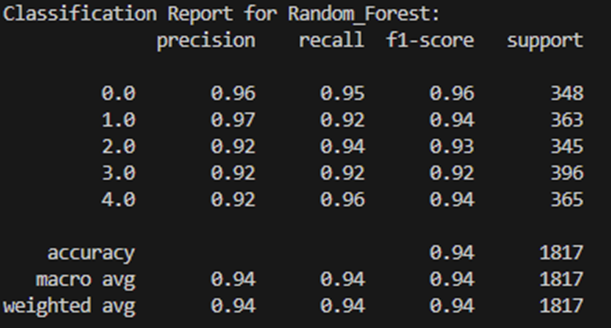 Classification Report for Random_Forest:
precision recall f1-score support
0.0 0.96 0.95 0.96 348
1.0 0.97 0.92 0.94 363
2.0 0.92 0.94 0.93 345
3.0 0.92 0.92 0.92 396
4.0 0.92 0.96 0.94 365
accuracy 0.94 1817
macro avg 0.94 0.94 0.94 1817
weighted avg 0.94 0.94 0.94 1817